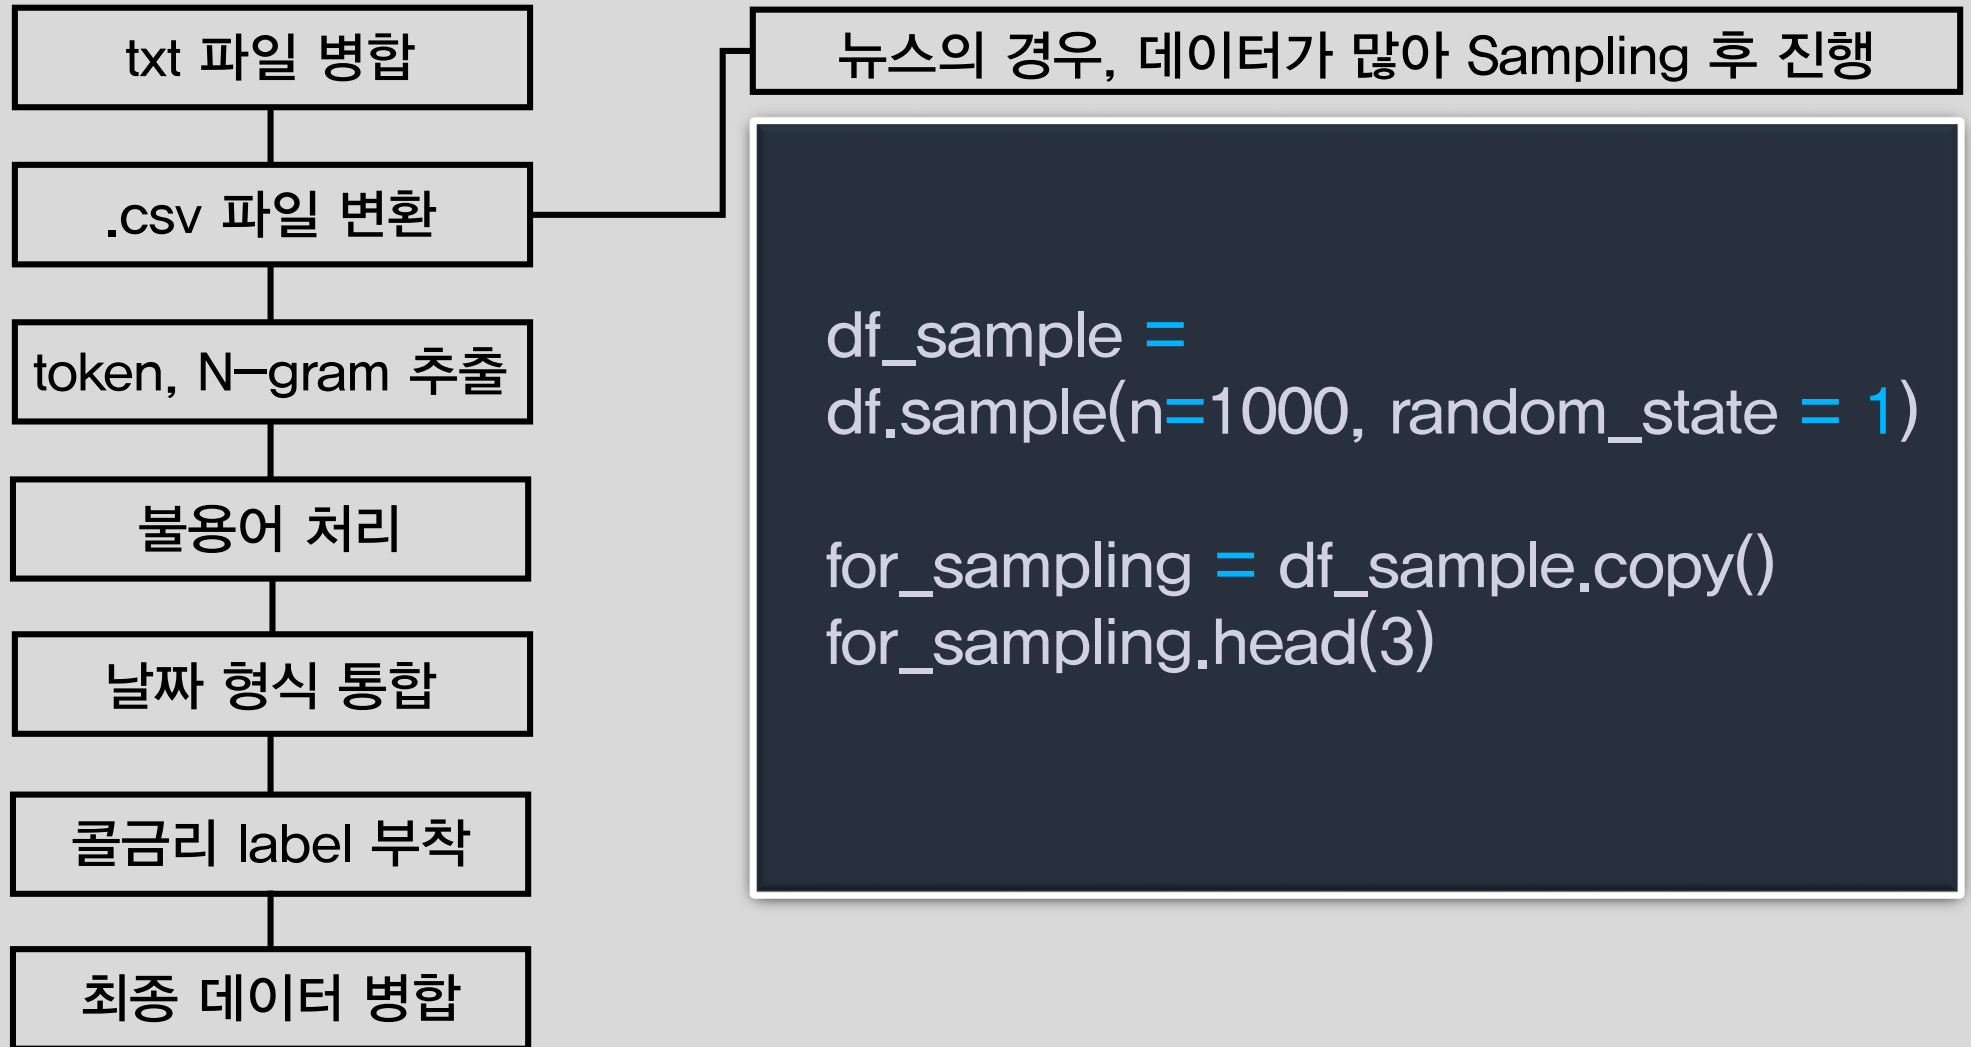 txt 파일 병합
.csv 파일 변환
token, N-gram 추출
불용어 처리
날짜 형식 통합
콜금리 label 부착
최종 데이터 병합
뉴스의 경우, 데이터가 많아 Sampling 후 진행
df_sample =
df.sample(n=1000, random_state = 1)
for_sampling = df_sample.copy()
for_sampling.head(3)